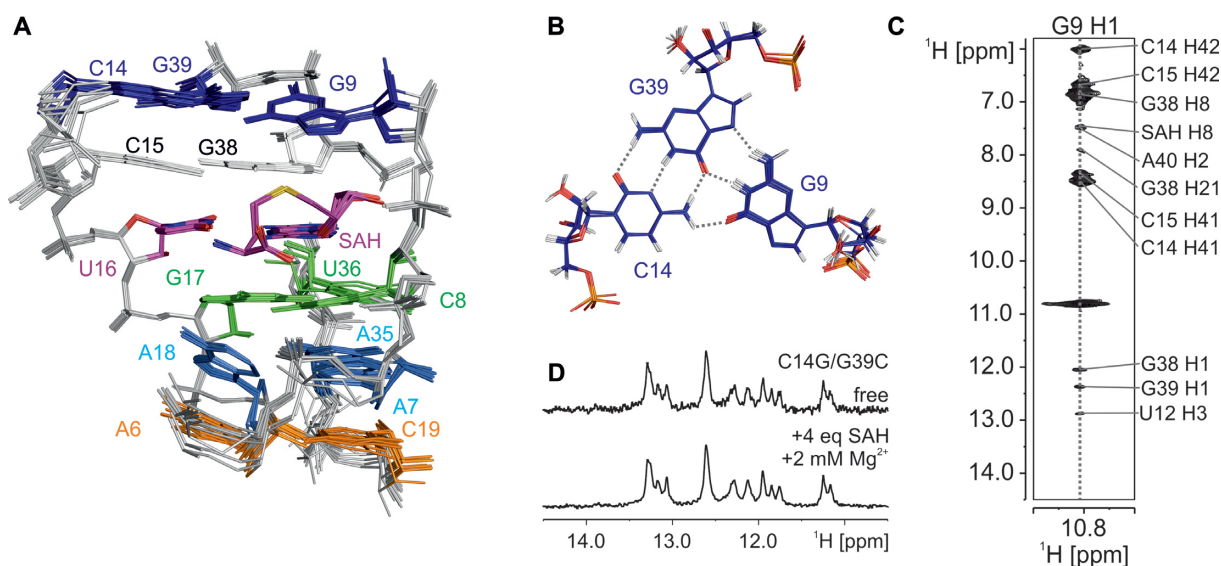 A
C14
G39
G9
C15
G38
U16
SAH
G17
U36
C8
A35
A18
A7
A6
C19
B
G39
G9
C14
C
G9 H1
¹H [ppm]
7.0
8.0
9.0
10.0
11.0
12.0
13.0
14.0
C14 H42
C15 H42
G38 H8
SAH H8
A40 H2
G38 H21
C15 H41
C14 H41
G38 H1
G39 H1
U12 H3
10.8
¹H [ppm]
D
C14G/G39C
free
+4 eq SAH
+2 mM Mg²⁺
14.0 13.0 12.0 ¹H [ppm]